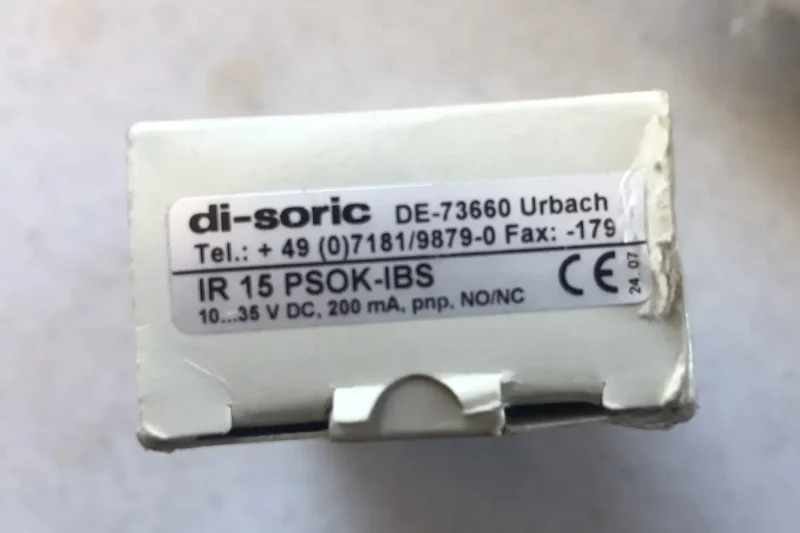 di-soric DE-73660 Urbach
Tel.: + 49 (0)7181/9879-0 Fax: -179
IR 15 PSOK-IBS CE
10...35 V DC, 200 mA, pnp, NO/NC
24 07